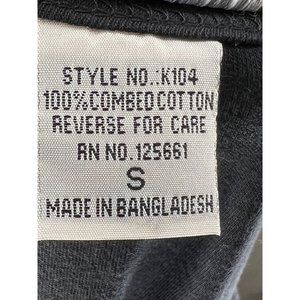 STYLE NO.:K104
100%COMBED COTTON
REVERSE FOR CARE
RN NO.125661
S
MADE IN BANGLADESH